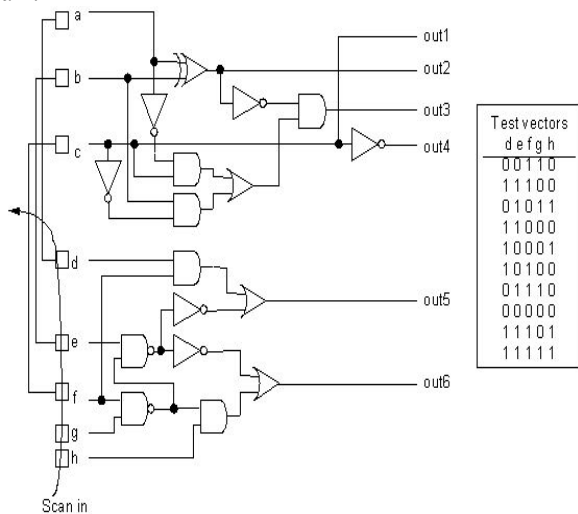 a
out1
b
out2
out3
c
out4
d
out5
e
f
out6
g
h
Scan in
Test vectors
d e f g h
0 0 1 1 0
1 1 1 0 0
0 1 0 1 1
1 1 0 0 0
1 0 0 0 1
1 0 1 0 0
0 1 1 1 0
0 0 0 0 0
1 1 1 0 1
1 1 1 1 1